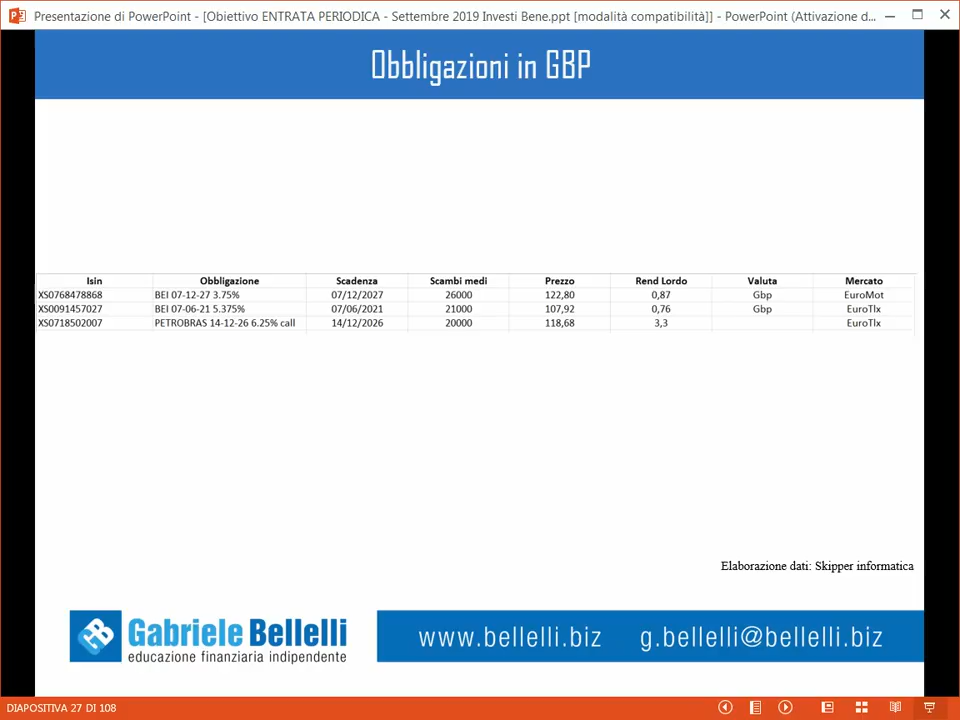 Presentazione di PowerPoint - [Obiettivo ENTRATA PERIODICA - Settembre 2019 Investi Bene.ppt [modalità compatibilità]] - PowerPoint (Attivazione d...
Obbligazioni in GBP
Isin Obbligazione Scadenza Scambi medi Prezzo Rend Lordo Valuta Mercato
XS0768478868 BEI 07-12-27 3.75% 07/12/2027 26000 122,80 0,87 Gbp EuroMot
XS0091457027 BEI 07-06-21 5.375% 07/06/2021 21000 107,92 0,76 Gbp EuroTlx
XS0718502007 PETROBRAS 14-12-26 6.25% call 14/12/2026 20000 118,68 3,3 EuroTlx
Elaborazione dati: Skipper informatica
GB Gabriele Bellelli
educazione finanziaria indipendente
www.bellelli.biz g.bellelli@bellelli.biz
DIAPOSITIVA 27 DI 108